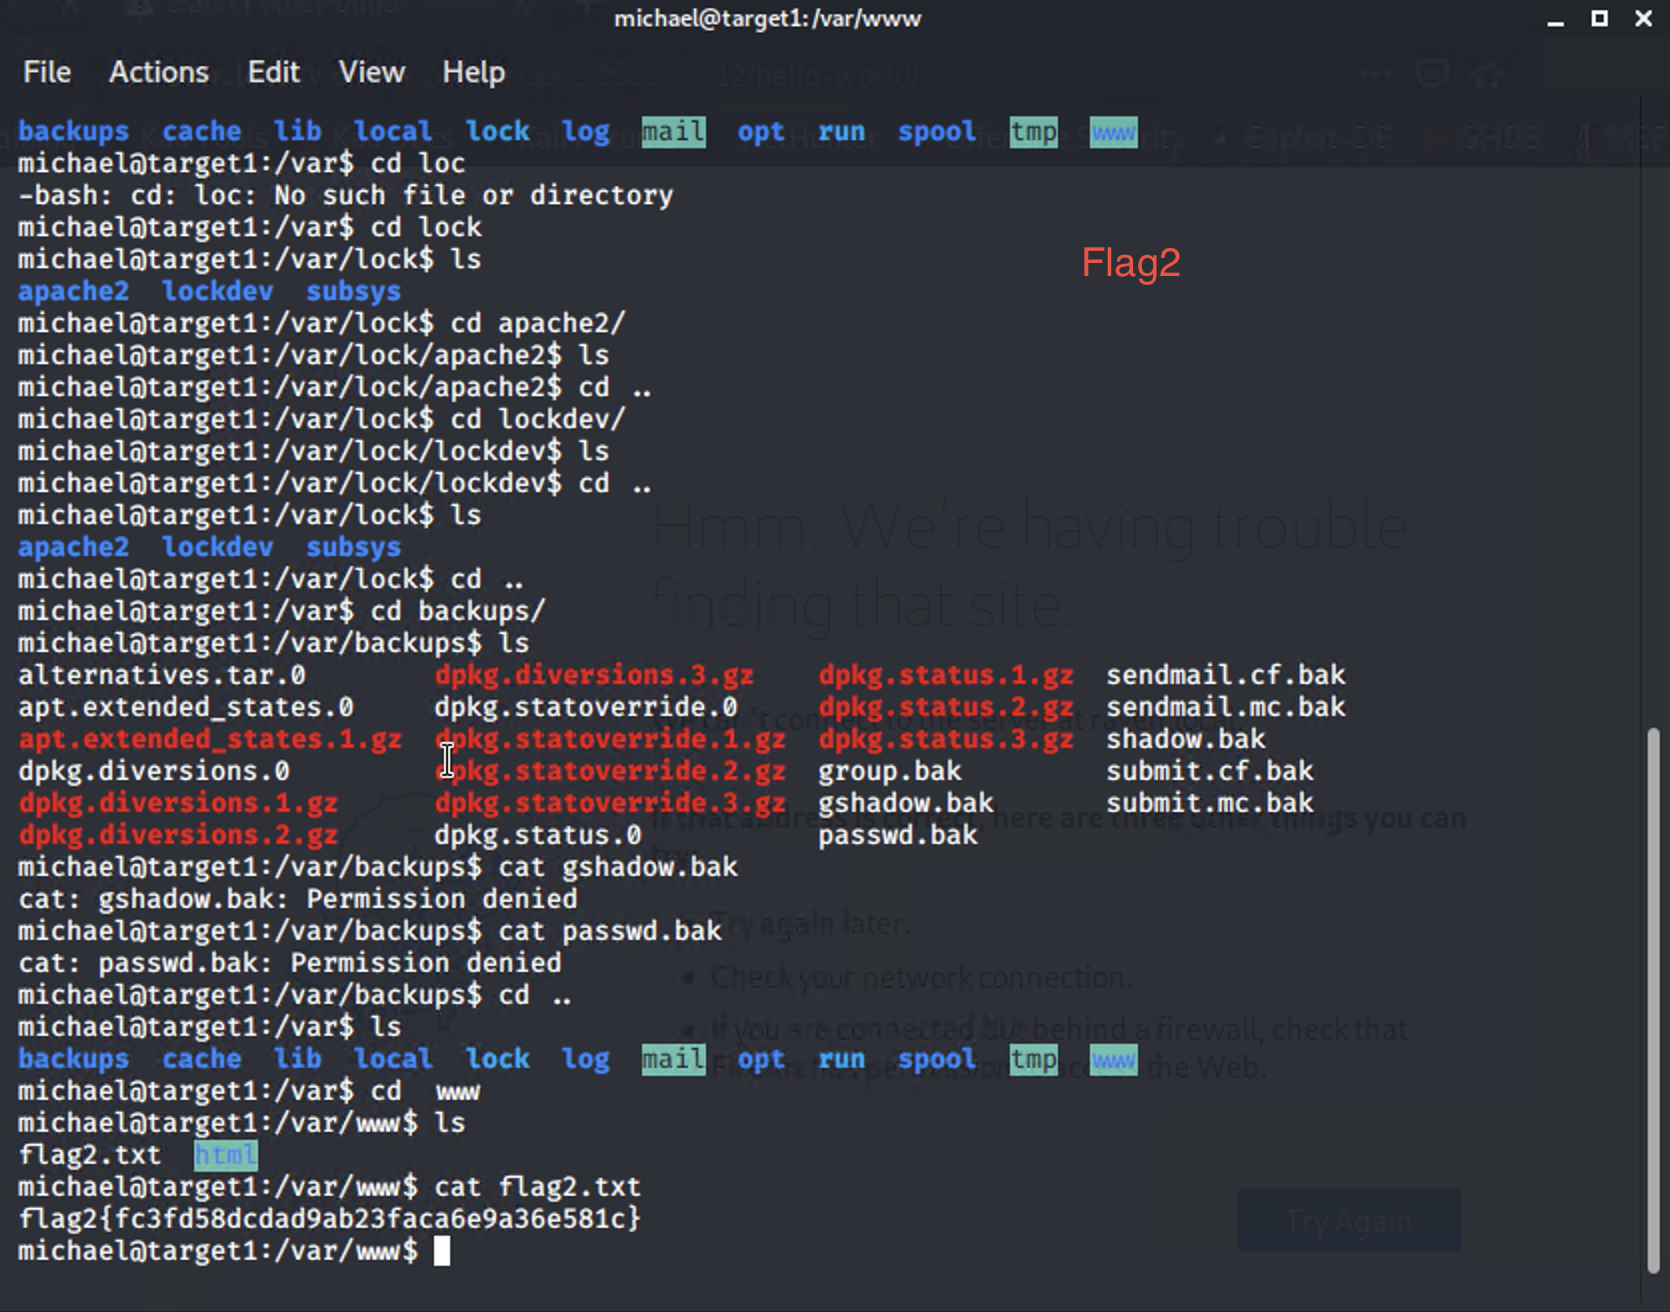 michael@target1:/var/www
File Actions Edit View Help
backups cache lib local lock log mail opt run spool tmp www
michael@target1:/var$ cd loc
-bash: cd: loc: No such file or directory
michael@target1:/var$ cd lock
michael@target1:/var/lock$ ls
Flag2
apache2 lockdev subsys
michael@target1:/var/lock$ cd apache2/
michael@target1:/var/lock/apache2$ ls
michael@target1:/var/lock/apache2$ cd ..
michael@target1:/var/lock$ cd lockdev/
michael@target1:/var/lock/lockdev$ ls
michael@target1:/var/lock/lockdev$ cd ..
michael@target1:/var/lock$ ls
apache2 lockdev subsys
michael@target1:/var/lock$ cd ..
michael@target1:/var$ cd backups/
michael@target1:/var/backups$ ls
alternatives.tar.0 dpkg.diversions.3.gz dpkg.status.1.gz sendmail.cf.bak
apt.extended_states.0 dpkg.statoverride.0 dpkg.status.2.gz sendmail.mc.bak
apt.extended_states.1.gz dpkg.statoverride.1.gz dpkg.status.3.gz shadow.bak
dpkg.diversions.0 dpkg.statoverride.2.gz group.bak submit.cf.bak
dpkg.diversions.1.gz dpkg.statoverride.3.gz gshadow.bak submit.mc.bak
dpkg.diversions.2.gz dpkg.status.0 passwd.bak
michael@target1:/var/backups$ cat gshadow.bak
cat: gshadow.bak: Permission denied
michael@target1:/var/backups$ cat passwd.bak
cat: passwd.bak: Permission denied
michael@target1:/var/backups$ cd ..
michael@target1:/var$ ls
backups cache lib local lock log mail opt run spool tmp www
michael@target1:/var$ cd  www
michael@target1:/var/www$ ls
flag2.txt html
michael@target1:/var/www$ cat flag2.txt
flag2{fc3fd58dcdad9ab23faca6e9a36e581c}
michael@target1:/var/www$
Hmm. We're having trouble
finding that site.
If that address is correct, here are three other things you can
Try again later.
Check your network connection.
If you are connected but behind a firewall, check that
Try Again